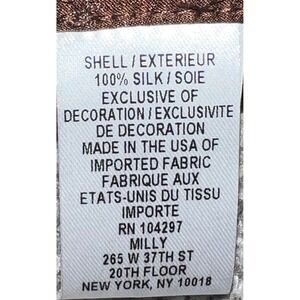 SHELL / EXTERIEUR
100% SILK / SOIE
EXCLUSIVE OF
DECORATION / EXCLUSIVITE
DE DECORATION
MADE IN THE USA OF
IMPORTED FABRIC
FABRIQUE AUX
ETATS-UNIS DU TISSU
IMPORTE
RN 104297
MILLY
265 W 37TH ST
20TH FLOOR
NEW YORK, NY 10018